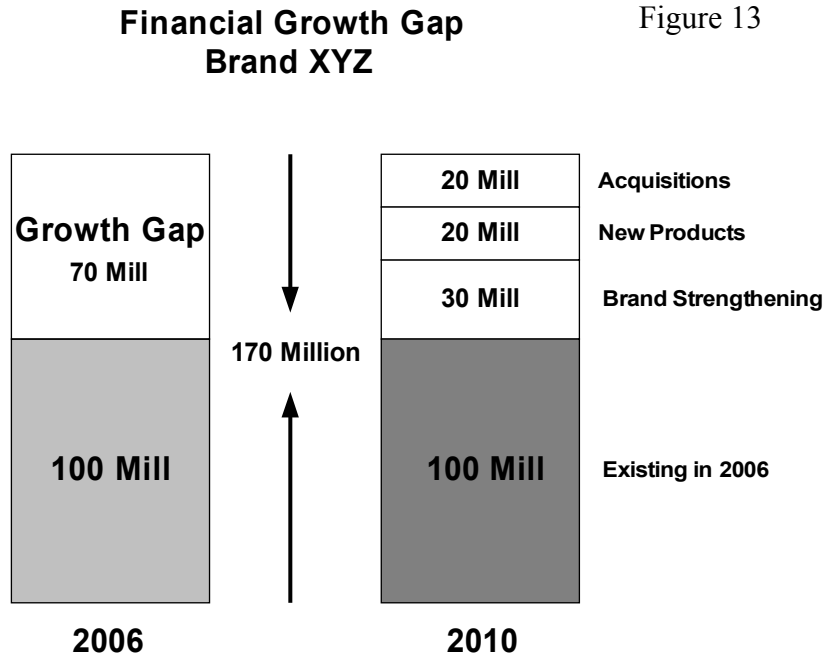 Financial Growth Gap
Brand XYZ
Figure 13
Growth Gap
70 Mill
100 Mill
2006
170 Million
20 Mill
Acquisitions
20 Mill
New Products
30 Mill
Brand Strengthening
100 Mill
Existing in 2006
2010